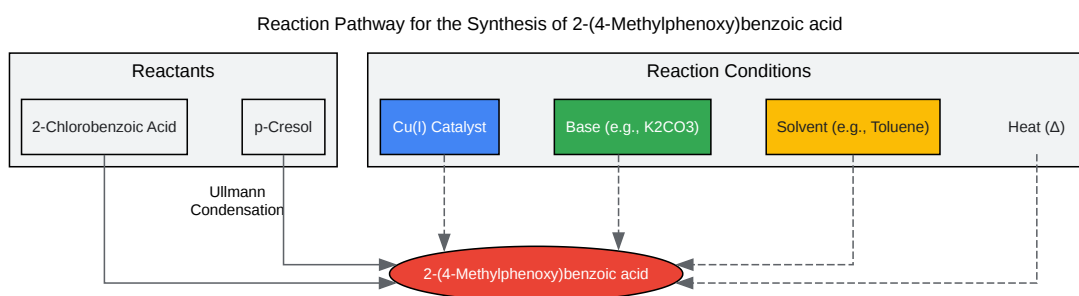 Reaction Pathway for the Synthesis of 2-(4-Methylphenoxy)benzoic acid
Reactants
Reaction Conditions
2-Chlorobenzoic Acid
p-Cresol
Cu(I) Catalyst
Base (e.g., K2CO3)
Solvent (e.g., Toluene)
Heat (Δ)
Ullmann
Condensation
2-(4-Methylphenoxy)benzoic acid